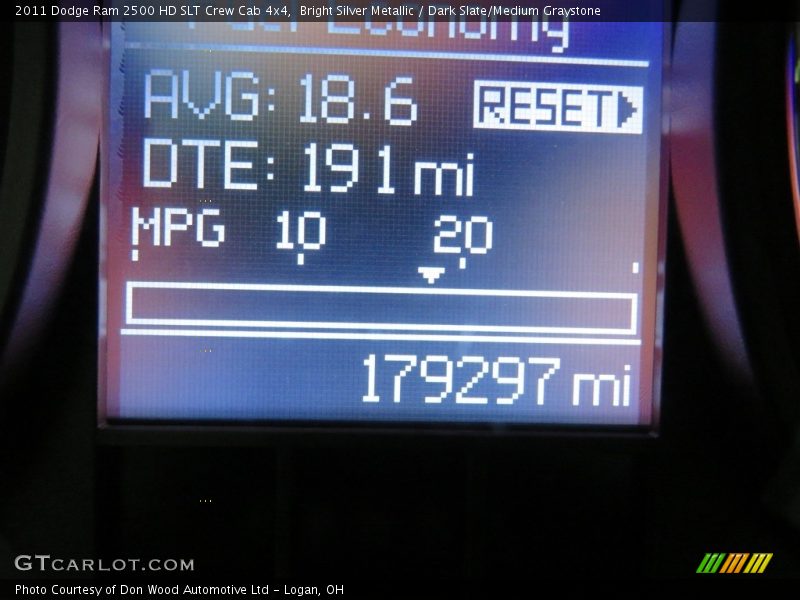 2011 Dodge Ram 2500 HD SLT Crew Cab 4x4,  Bright Silver Metallic / Dark Slate/Medium Graystone
Fuel Economy
AVG: 18.6 RESET
DTE: 191 mi
MPG 10 20
179297 mi
GTCARLOT.COM
Photo Courtesy of Don Wood Automotive Ltd - Logan, OH